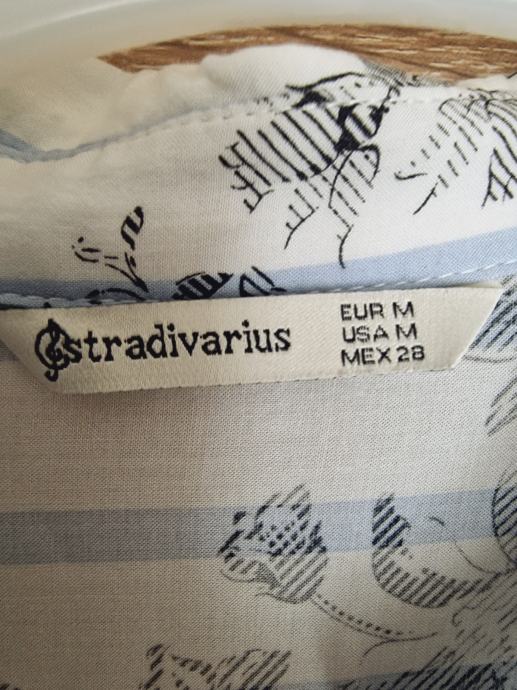 stradivarius
EUR M
USA M
MEX 28